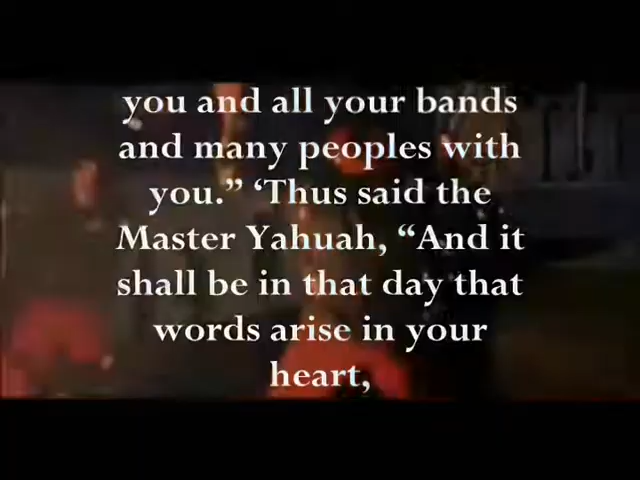 you and all your bands
and many peoples with
you.” ‘Thus said the
Master Yahuah, “And it
shall be in that day that
words arise in your
heart,